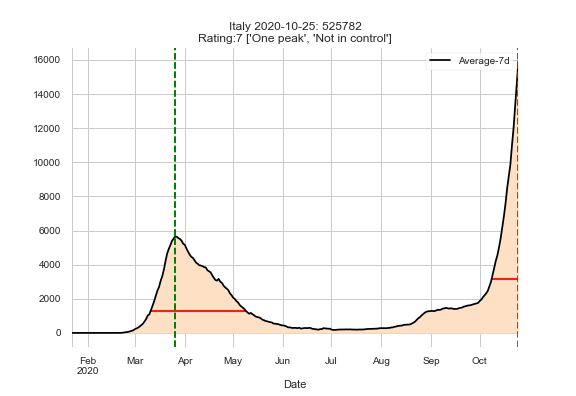 Italy 2020-10-25: 525782
Rating:7 ['One peak', 'Not in control']
Average-7d
16000
14000
12000
10000
8000
6000
4000
2000
0
Feb Mar Apr May Jun Jul Aug Sep Oct
2020
Date